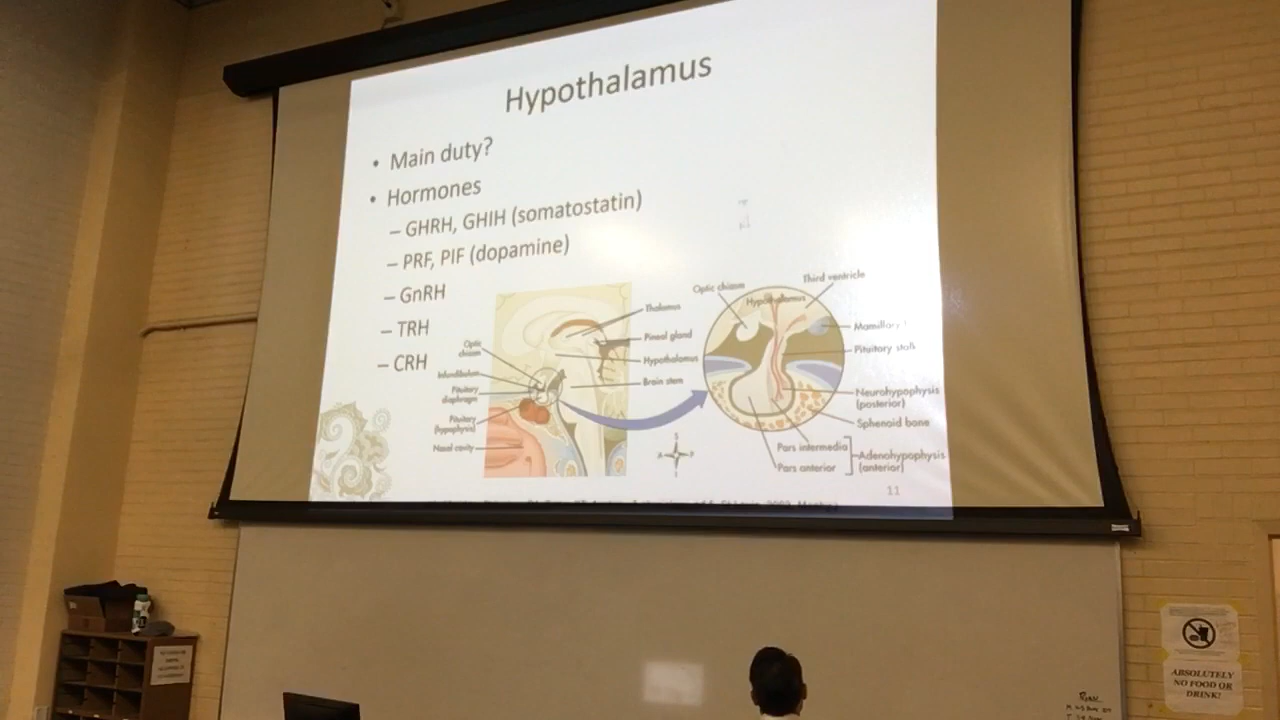 Hypothalamus
• Main duty?
• Hormones
– GHRH, GHIH (somatostatin)
– PRF, PIF (dopamine)
– GnRH
– TRH
– CRH
Thalamus
Pineal gland
Hypothalamus
Brain stem
Optic
chiasm
Infundibulum
Pituitary
diaphragm
Pituitary
(hypophysis)
Nasal cavity
S
A
P
I
Optic chiasm
Third ventricle
Hypothalamus
Mamillary
Pituitary stalk
Neurohypophysis
(posterior)
Sphenoid bone
Pars intermedia
Pars anterior
Adenohypophysis
(anterior)
11
ABSOLUTELY
NO FOOD OR
DRINK!